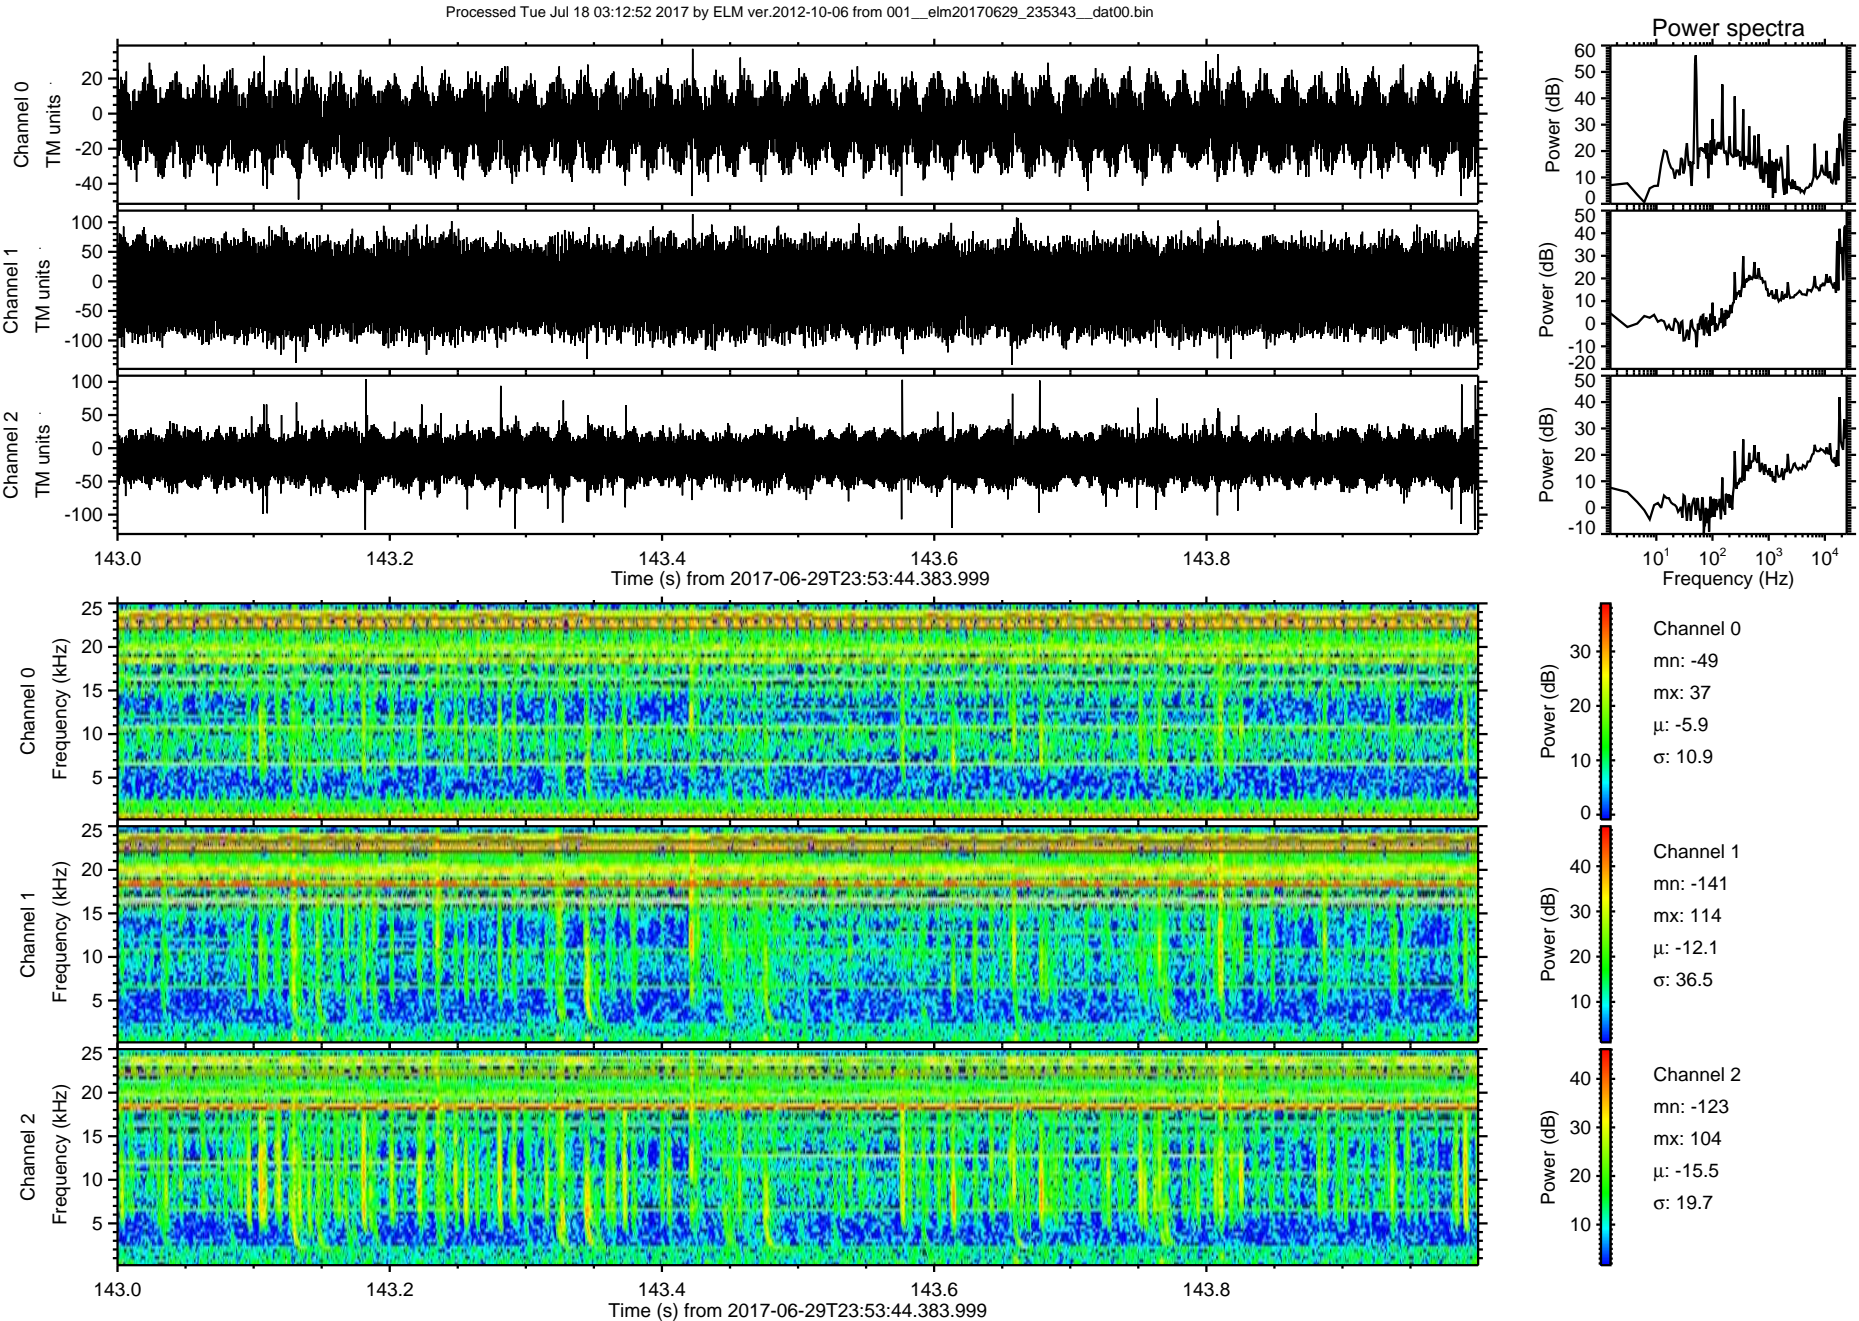 Processed Tue Jul 18 03:12:52 2017 by ELM ver.2012-10-06 from 001__elm20170629_235343__dat00.bin
Power spectra
Channel 0
TM units
20
0
-20
-40
Power (dB)
60
50
40
30
20
10
0
Channel 1
TM units
100
50
0
-50
-100
Power (dB)
50
40
30
20
10
0
-10
-20
Channel 2
TM units
100
50
0
-50
-100
Power (dB)
50
40
30
20
10
0
-10
143.0 143.2 143.4 143.6 143.8
Time (s) from 2017-06-29T23:53:44.383.999
10¹ 10² 10³ 10⁴
Frequency (Hz)
Channel 0
Frequency (kHz)
25
20
15
10
5
Power (dB)
30
20
10
0
Channel 0
mn: -49
mx: 37
μ: -5.9
σ: 10.9
Channel 1
Frequency (kHz)
25
20
15
10
5
Power (dB)
40
30
20
10
Channel 1
mn: -141
mx: 114
μ: -12.1
σ: 36.5
Channel 2
Frequency (kHz)
25
20
15
10
5
Power (dB)
40
30
20
10
Channel 2
mn: -123
mx: 104
μ: -15.5
σ: 19.7
143.0 143.2 143.4 143.6 143.8
Time (s) from 2017-06-29T23:53:44.383.999